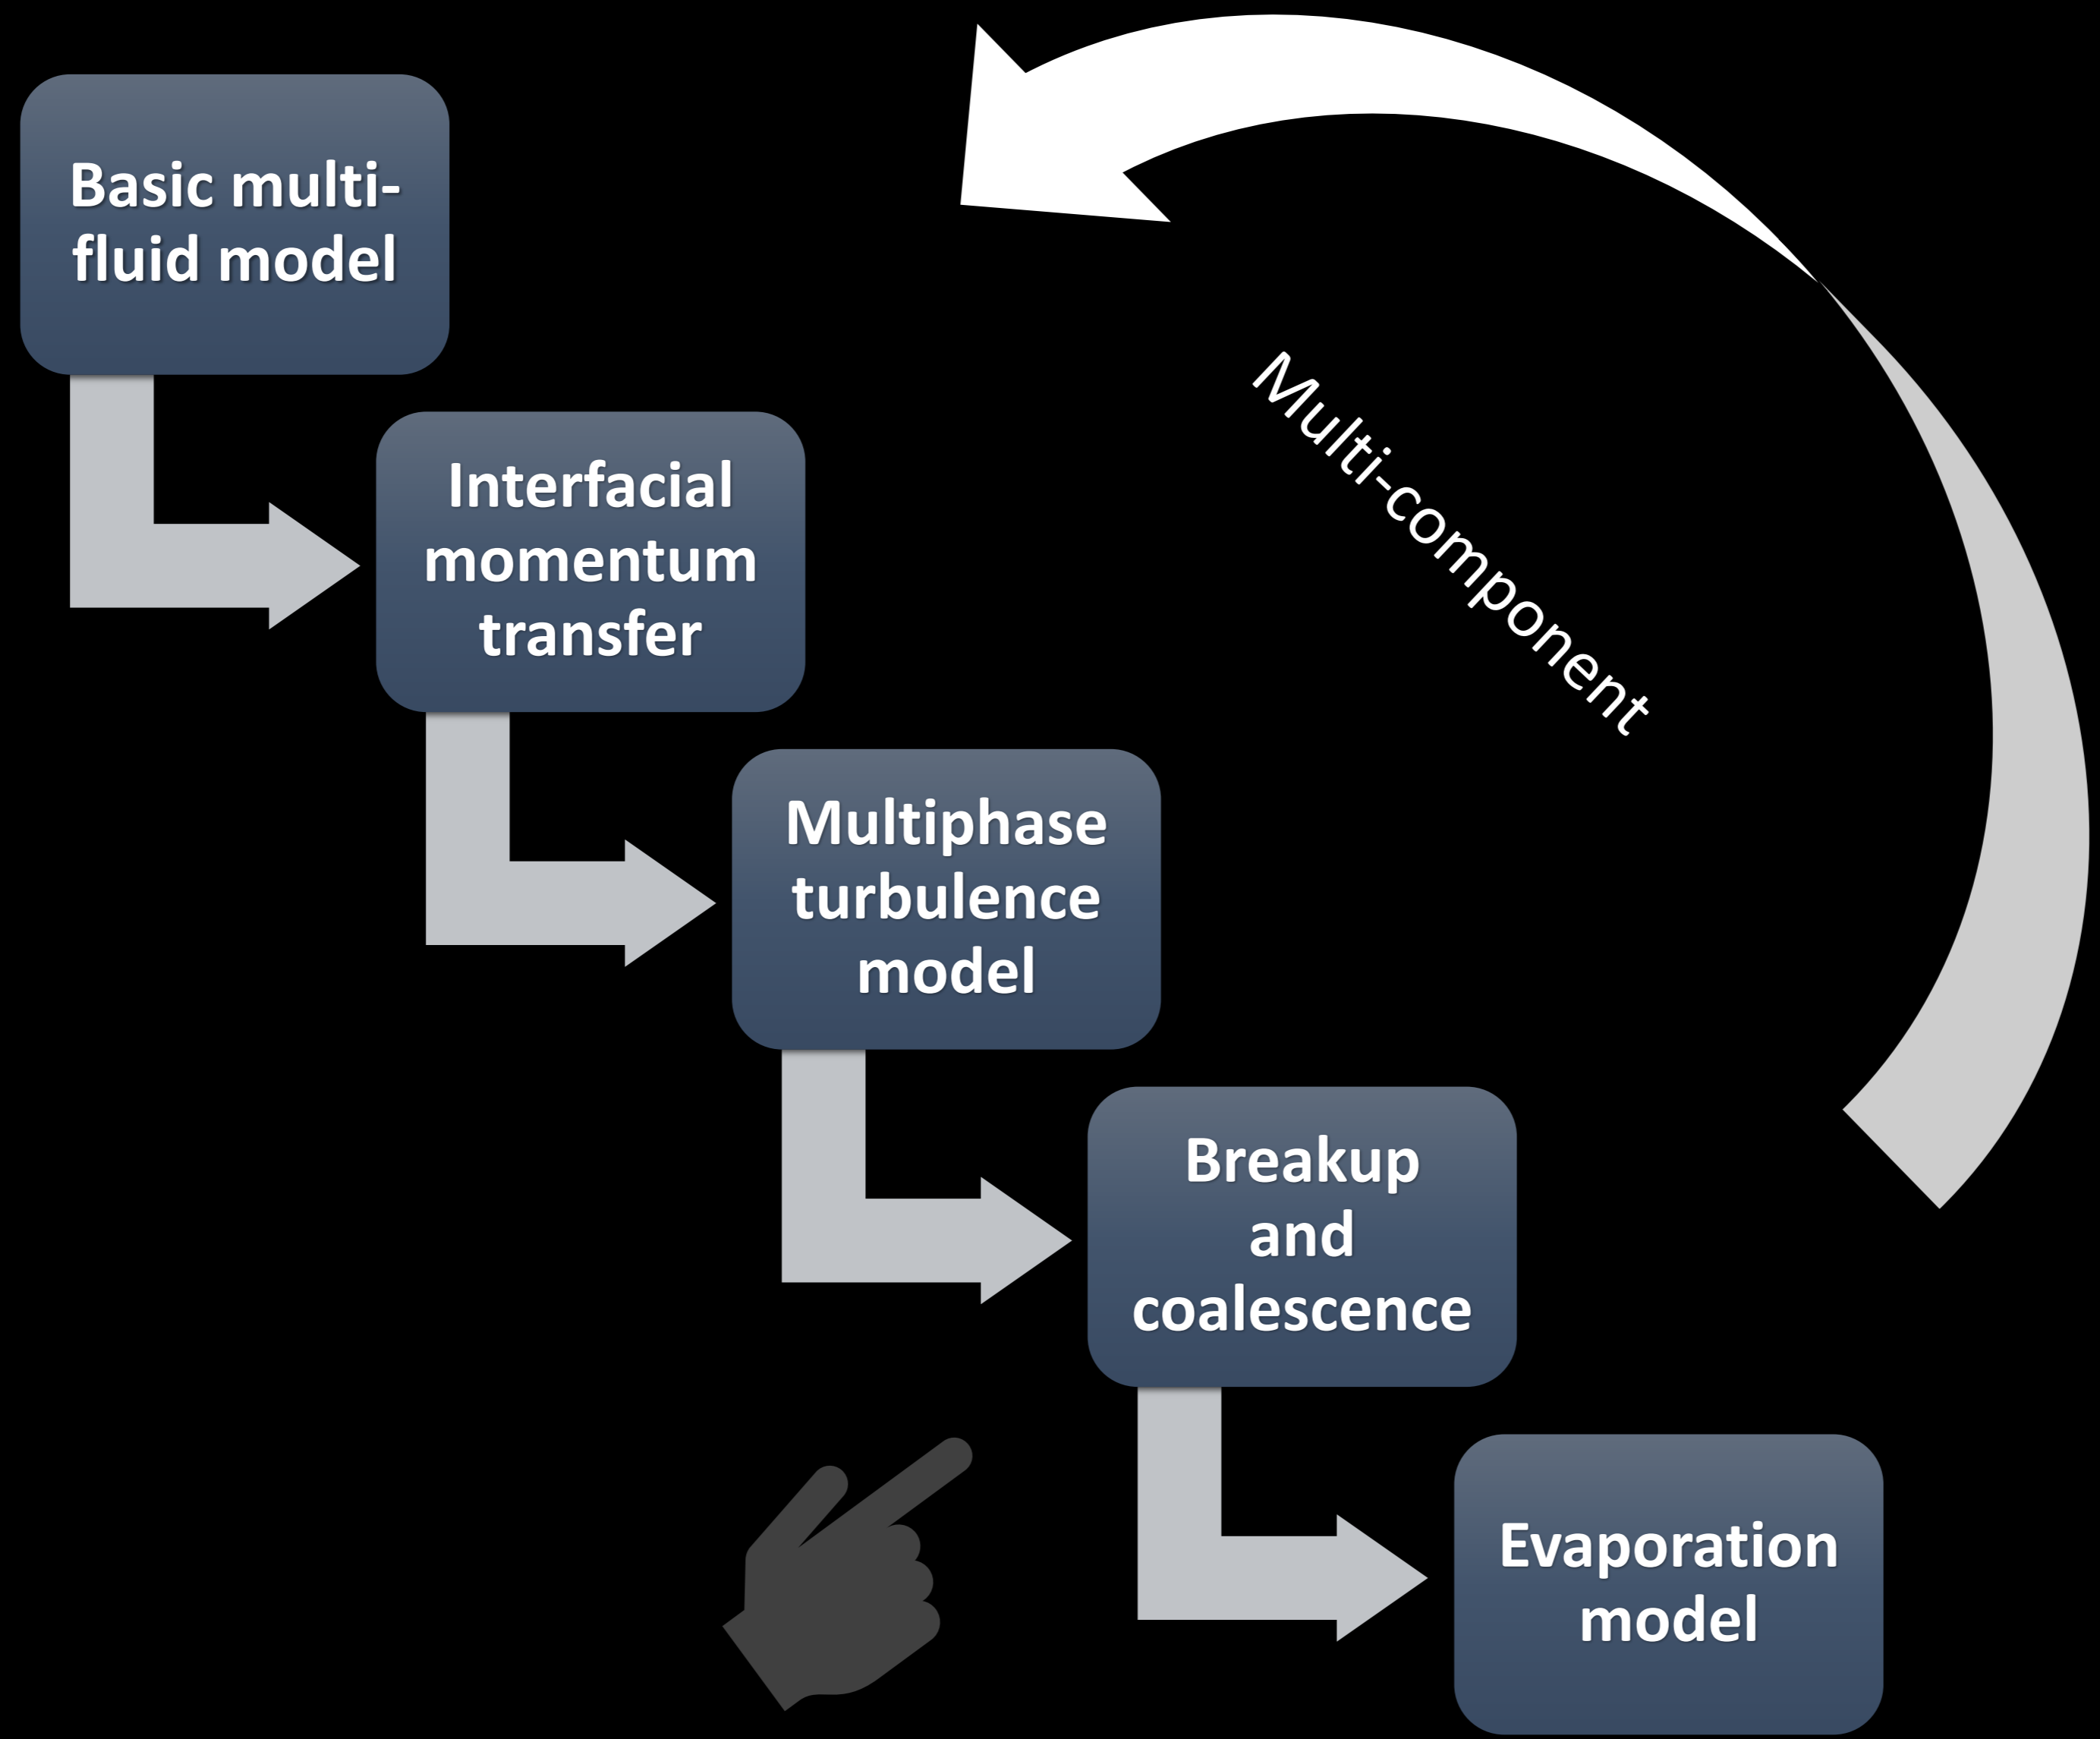 Basic multi-
fluid model
Interfacial
momentum
transfer
Multi-component
Multiphase
turbulence
model
Breakup
and
coalescence
Evaporation
model